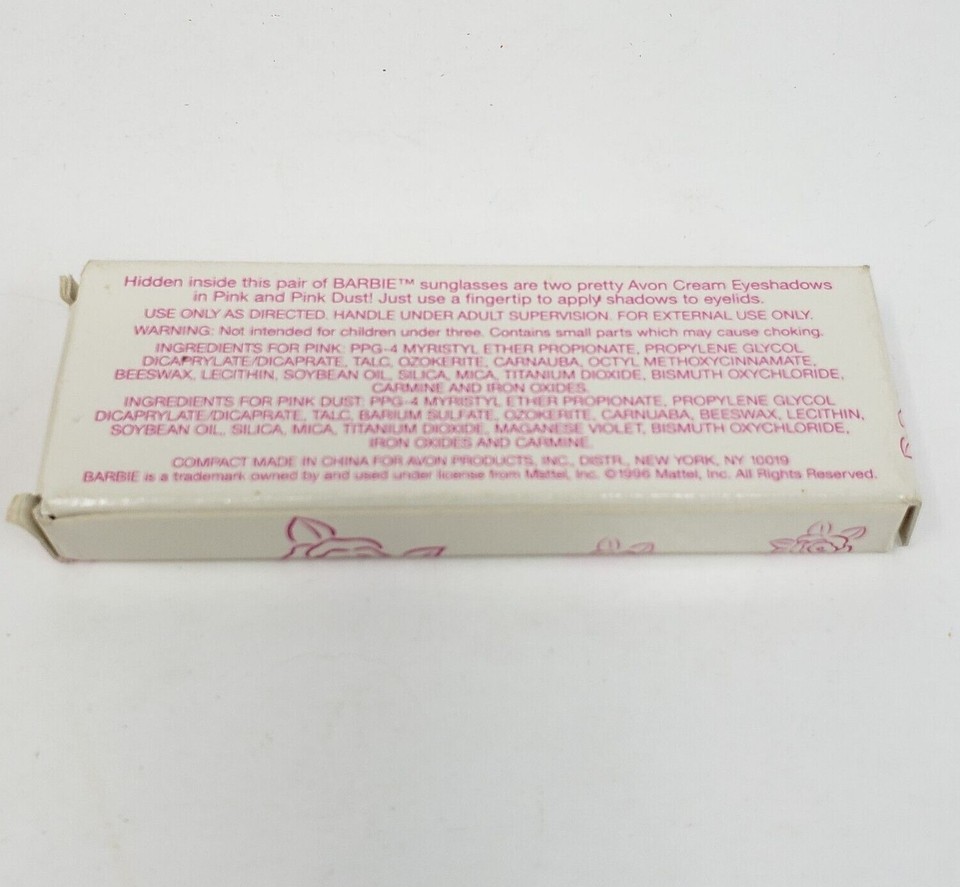 Hidden inside this pair of BARBIE™ sunglasses are two pretty Avon Cream Eyeshadows
in Pink and Pink Dust! Just use a fingertip to apply shadows to eyelids.
USE ONLY AS DIRECTED. HANDLE UNDER ADULT SUPERVISION. FOR EXTERNAL USE ONLY.
WARNING: Not intended for children under three. Contains small parts which may cause choking.
INGREDIENTS FOR PINK: PPG-4 MYRISTYL ETHER PROPIONATE, PROPYLENE GLYCOL
DICAPRYLATE/DICAPRATE, TALC, OZOKERITE, CARNAUBA, OCTYL METHOXYCINNAMATE,
BEESWAX, LECITHIN, SOYBEAN OIL, SILICA, MICA, TITANIUM DIOXIDE, BISMUTH OXYCHLORIDE,
CARMINE AND IRON OXIDES.
INGREDIENTS FOR PINK DUST: PPG-4 MYRISTYL ETHER PROPIONATE, PROPYLENE GLYCOL
DICAPRYLATE/DICAPRATE, TALC, BARIUM SULFATE, OZOKERITE, CARNUABA, BEESWAX, LECITHIN,
SOYBEAN OIL, SILICA, MICA, TITANIUM DIOXIDE, MAGANESE VIOLET, BISMUTH OXYCHLORIDE,
IRON OXIDES AND CARMINE.
COMPACT MADE IN CHINA FOR AVON PRODUCTS, INC., DISTR., NEW YORK, NY 10019
BARBIE is a trademark owned by and used under license from Mattel, Inc. ©1996 Mattel, Inc. All Rights Reserved.